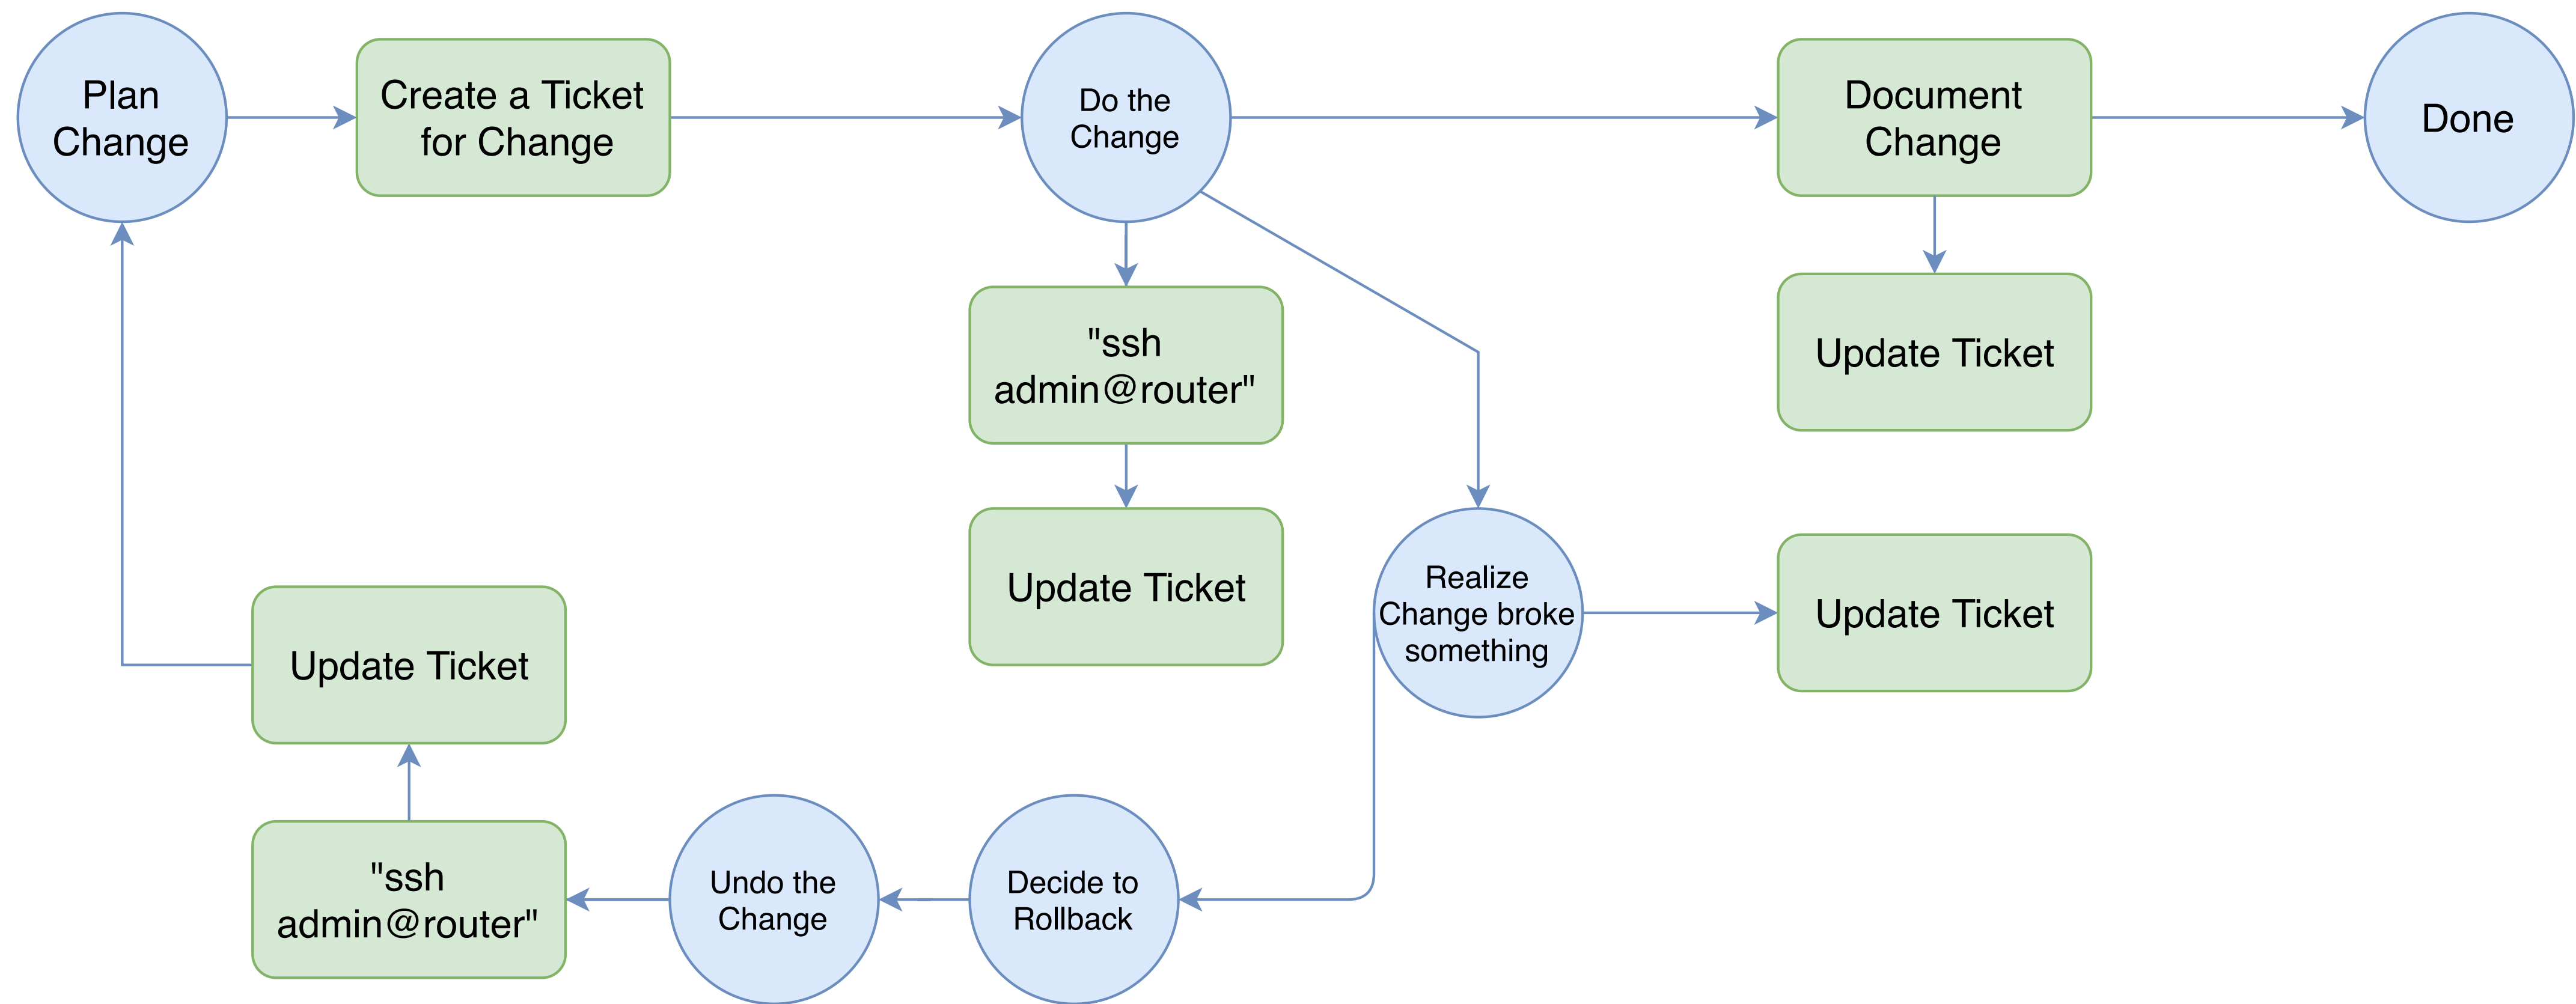 Plan
Change
Create a Ticket
for Change
Do the
Change
Document
Change
Done
"ssh
admin@router"
Update Ticket
Update Ticket
Realize
Change broke
something
Update Ticket
Update Ticket
"ssh
admin@router"
Undo the
Change
Decide to
Rollback